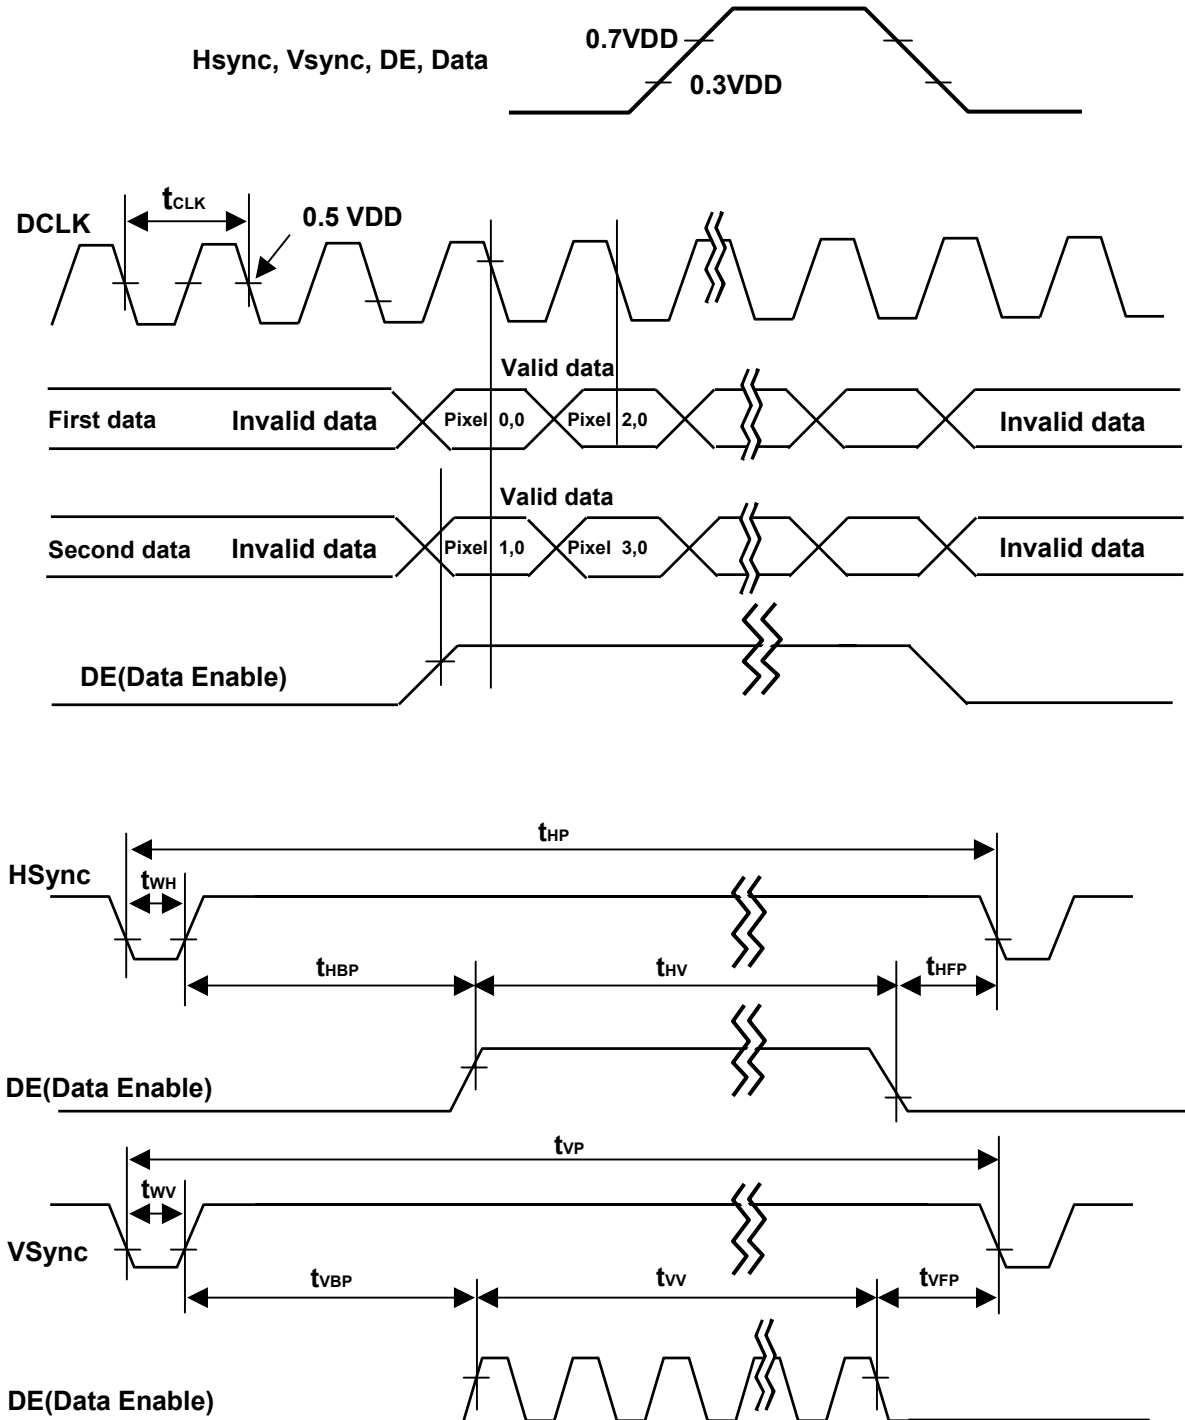 0.7VDD
Hsync, Vsync, DE, Data
0.3VDD
tCLK
DCLK
0.5 VDD
Valid data
First data Invalid data Pixel 0,0 Pixel 2,0 Invalid data
Valid data
Second data Invalid data Pixel 1,0 Pixel 3,0 Invalid data
DE(Data Enable)
tHP
HSync
tWH
tHBP tHV tHFP
DE(Data Enable)
tVP
tWV
VSync
tVBP tVV tVFP
DE(Data Enable)